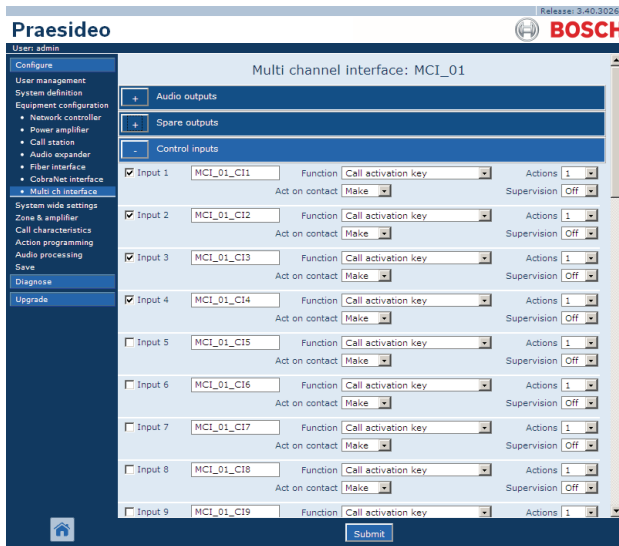 Release: 3.40.3026
Praesideo
BOSCH
User: admin
Configure
User management
System definition
Equipment configuration
• Network controller
• Power amplifier
• Call station
• Audio expander
• Fiber interface
• CobraNet interface
• Multi ch interface
System wide settings
Zone & amplifier
Call characteristics
Action programming
Audio processing
Save
Diagnose
Upgrade
Multi channel interface: MCI_01
+ Audio outputs
+ Spare outputs
- Control inputs
Input 1 MCI_01_CI1 Function Call activation key Actions 1
Act on contact Make Supervision Off
Input 2 MCI_01_CI2 Function Call activation key Actions 1
Act on contact Make Supervision Off
Input 3 MCI_01_CI3 Function Call activation key Actions 1
Act on contact Make Supervision Off
Input 4 MCI_01_CI4 Function Call activation key Actions 1
Act on contact Make Supervision Off
Input 5 MCI_01_CI5 Function Call activation key Actions 1
Act on contact Make Supervision Off
Input 6 MCI_01_CI6 Function Call activation key Actions 1
Act on contact Make Supervision Off
Input 7 MCI_01_CI7 Function Call activation key Actions 1
Act on contact Make Supervision Off
Input 8 MCI_01_CI8 Function Call activation key Actions 1
Act on contact Make Supervision Off
Input 9 MCI_01_CI9 Function Call activation key Actions 1
Submit